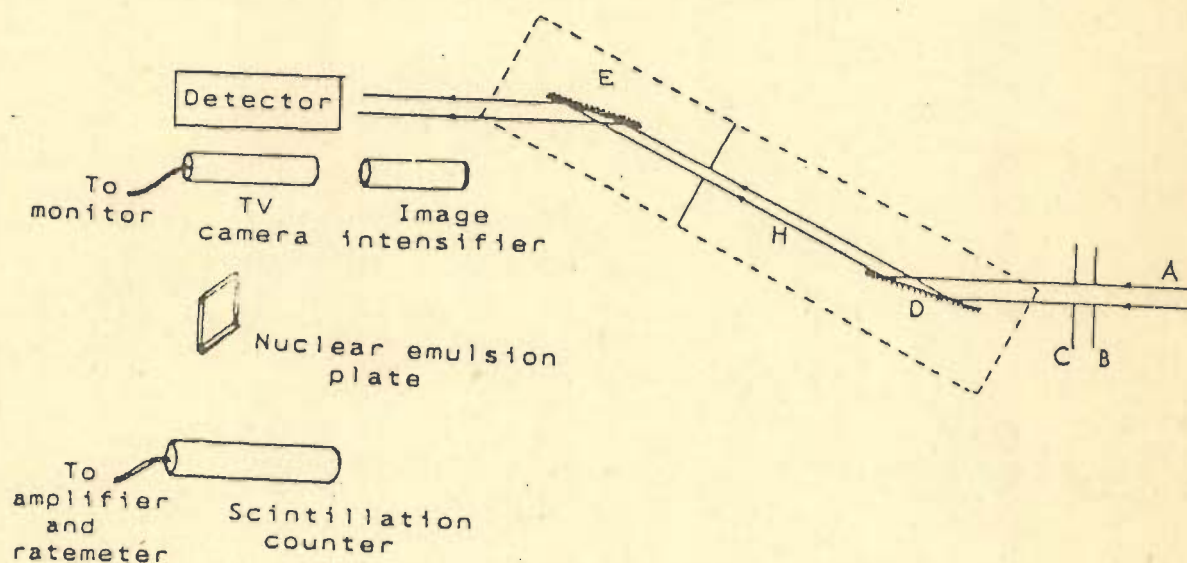 E
Detector
A
To
monitor
TV
camera
Image
intensifier
H
D
C
B
Nuclear emulsion
plate
To
amplifier
and
ratemeter
Scintillation
counter